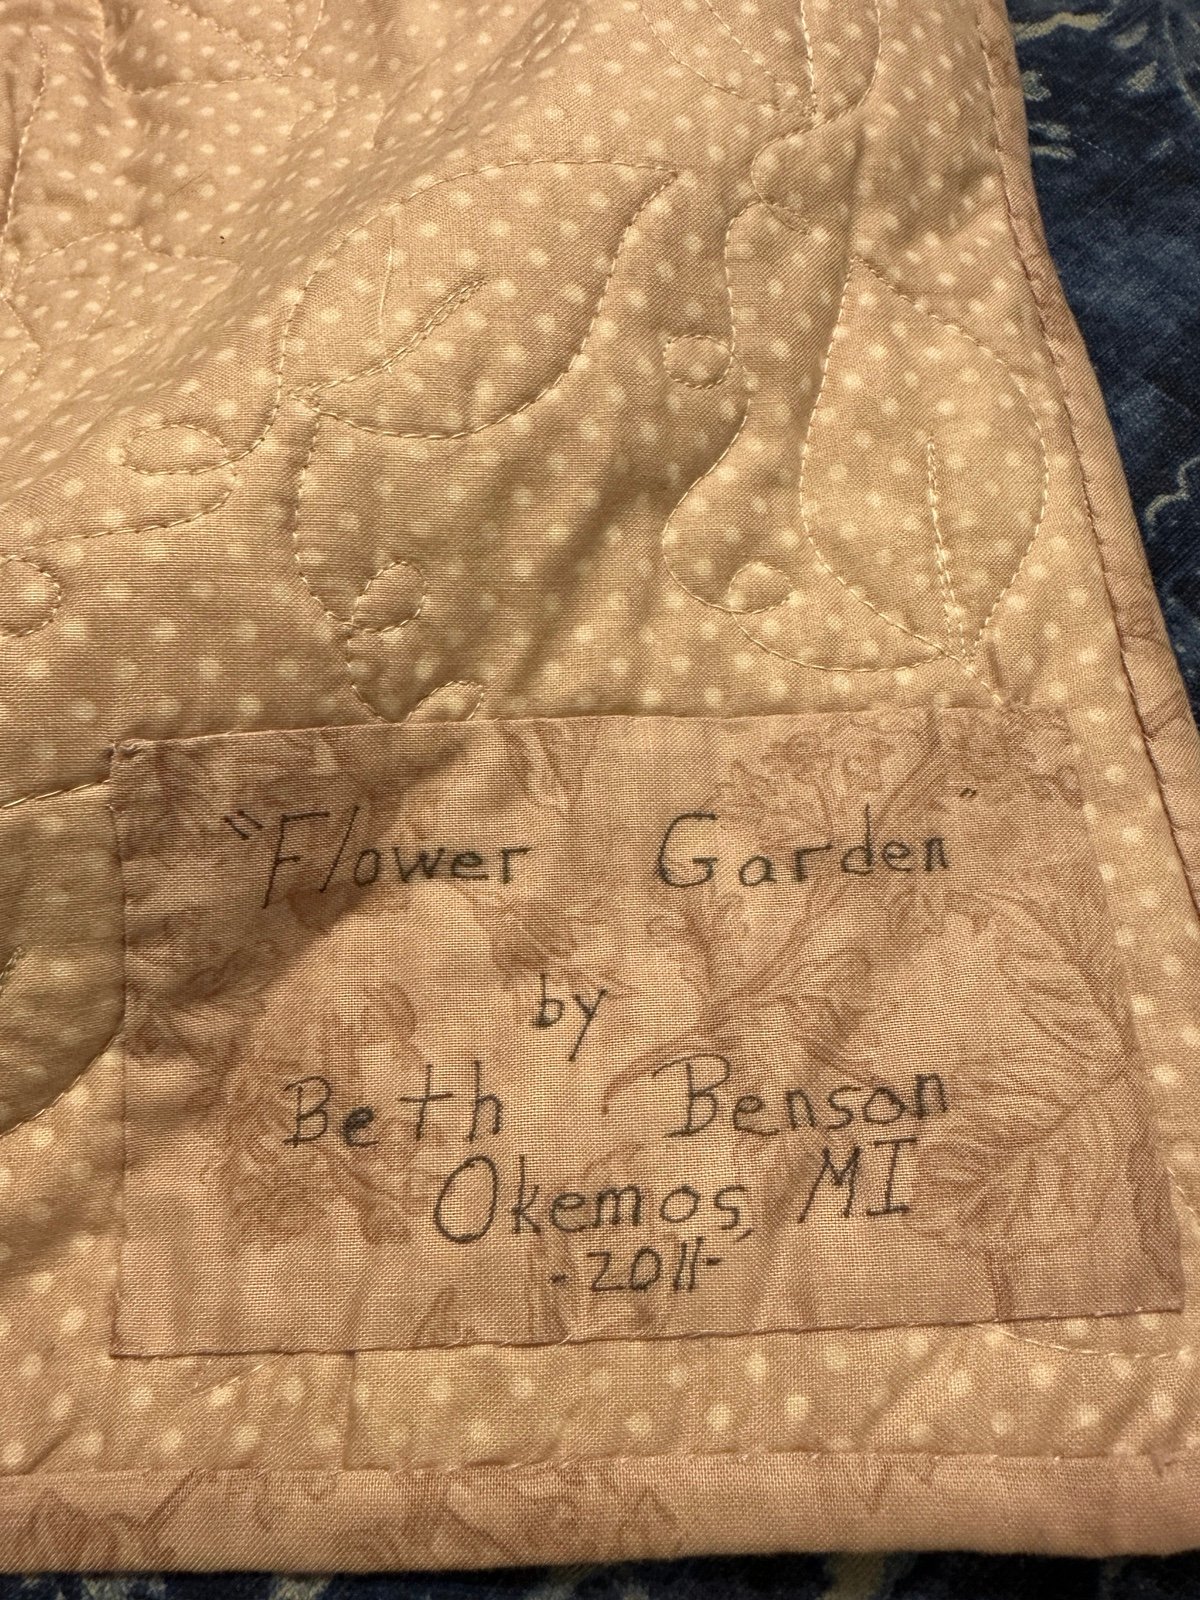 "Flower Garden"
by
Beth Benson
Okemos, MI
-2011-